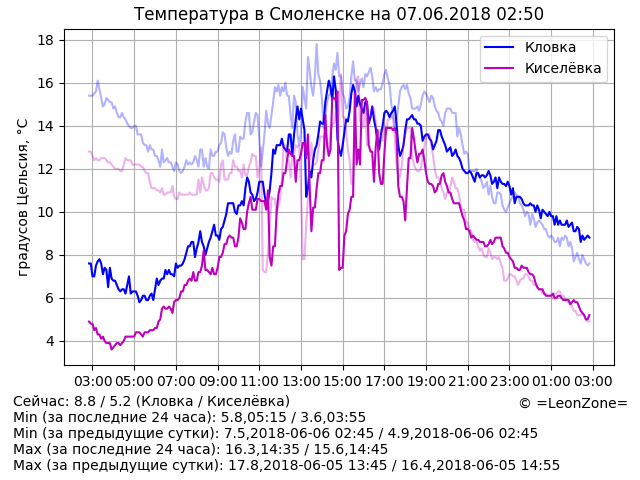 Температура в Смоленске на 07.06.2018 02:50
градусов Цельсия, °C
18
16
14
12
10
8
6
4
Кловка
Киселёвка
03:00 05:00 07:00 09:00 11:00 13:00 15:00 17:00 19:00 21:00 23:00 01:00 03:00
Сейчас: 8.8 / 5.2 (Кловка / Киселёвка)
© =LeonZone=
Min (за последние 24 часа): 5.8,05:15 / 3.6,03:55
Min (за предыдущие сутки): 7.5,2018-06-06 02:45 / 4.9,2018-06-06 02:45
Max (за последние 24 часа): 16.3,14:35 / 15.6,14:45
Max (за предыдущие сутки): 17.8,2018-06-05 13:45 / 16.4,2018-06-05 14:55